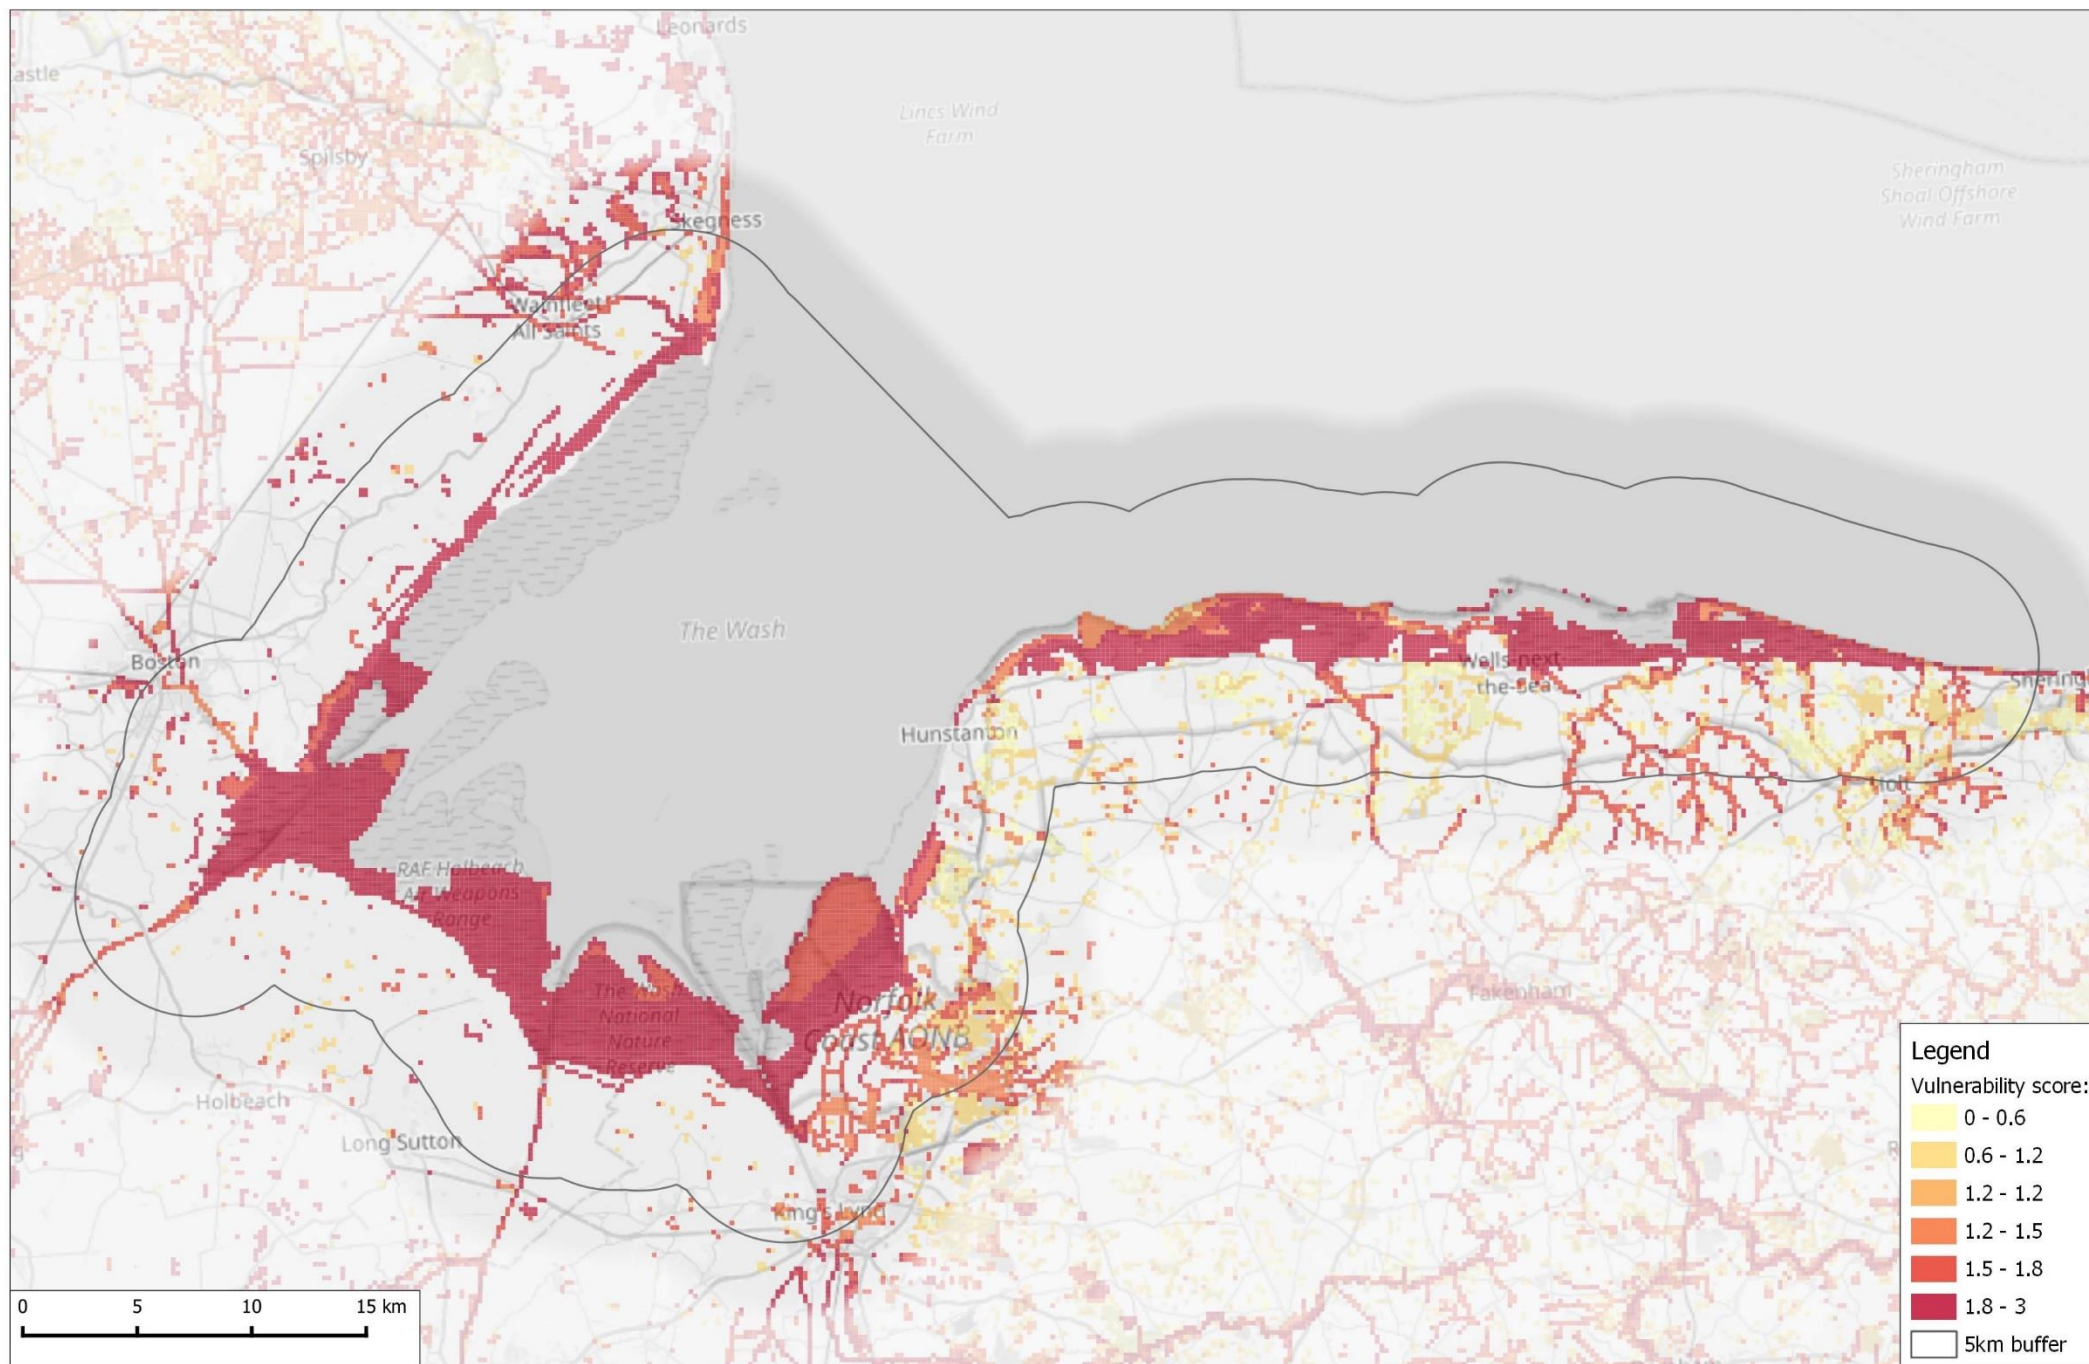 Leonards
astle
Lincs Wind
Farm
Spilsby
Sheringham
Shoal Offshore
Wind Farm
Skegness
Wainfleet
All Saints
The Wash
Boston
Wells-next-
the-Sea
Hunstanton
Holt
RAF Holbeach
Air Weapons
Range
The Wash
National
Nature
Reserve
Norfolk
Coast AONB
Fakenham
Holbeach
Long Sutton
King's Lynn
Legend
Vulnerability score:
0 - 0.6
0.6 - 1.2
1.2 - 1.2
1.2 - 1.5
1.5 - 1.8
1.8 - 3
5km buffer
0 5 10 15 km